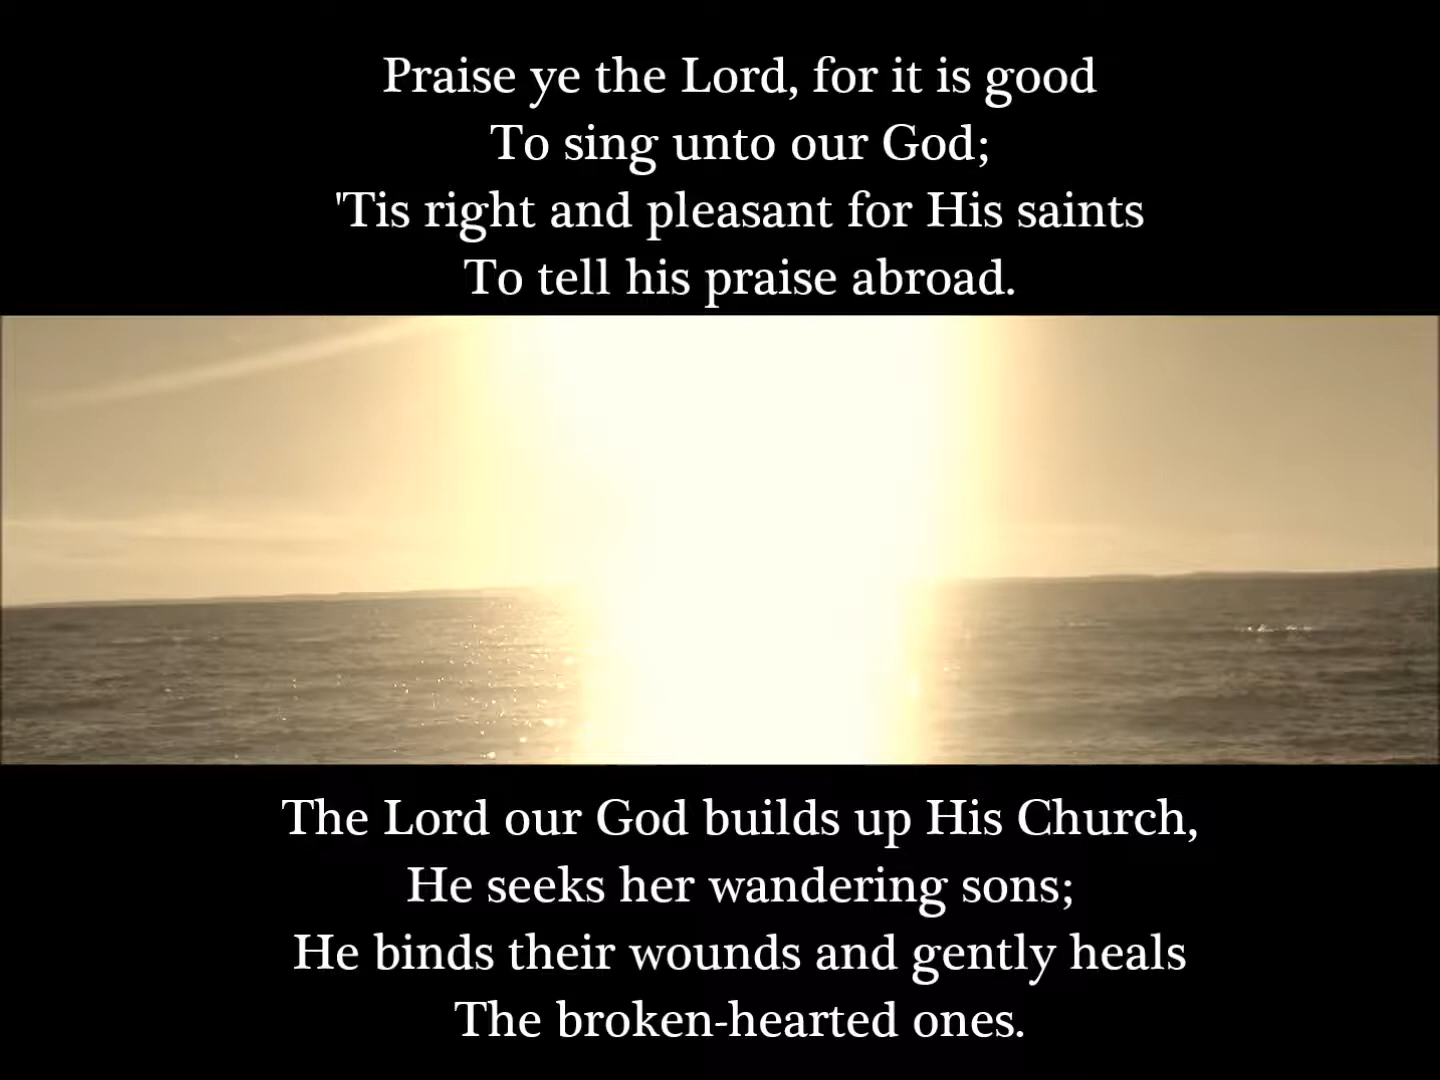 Praise ye the Lord, for it is good
To sing unto our God;
'Tis right and pleasant for His saints
To tell his praise abroad.
The Lord our God builds up His Church,
He seeks her wandering sons;
He binds their wounds and gently heals
The broken-hearted ones.